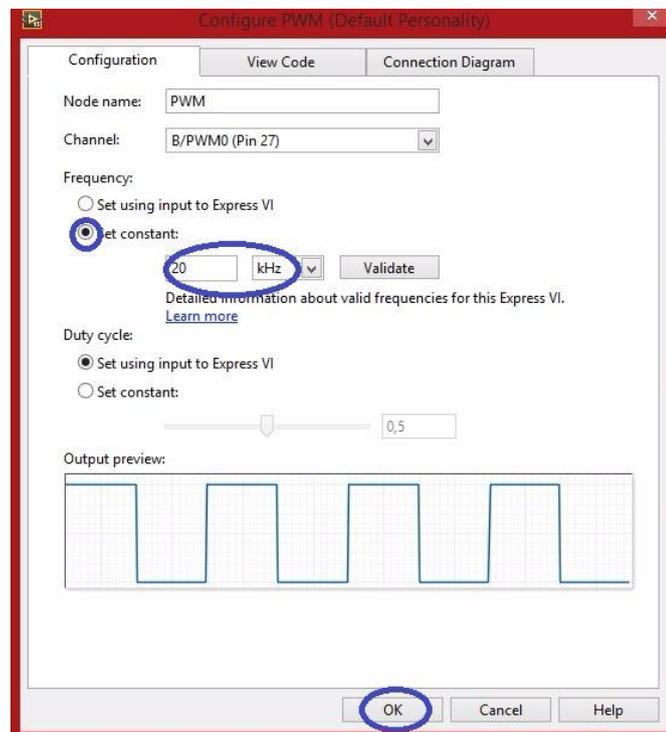 Configure PWM (Default Personality)
Configuration View Code Connection Diagram
Node name: PWM
Channel: B/PWM0 (Pin 27)
Frequency:
Set using input to Express VI
Set constant:
20 kHz Validate
Detailed information about valid frequencies for this Express VI.
Learn more
Duty cycle:
Set using input to Express VI
Set constant:
0,5
Output preview:
OK Cancel Help